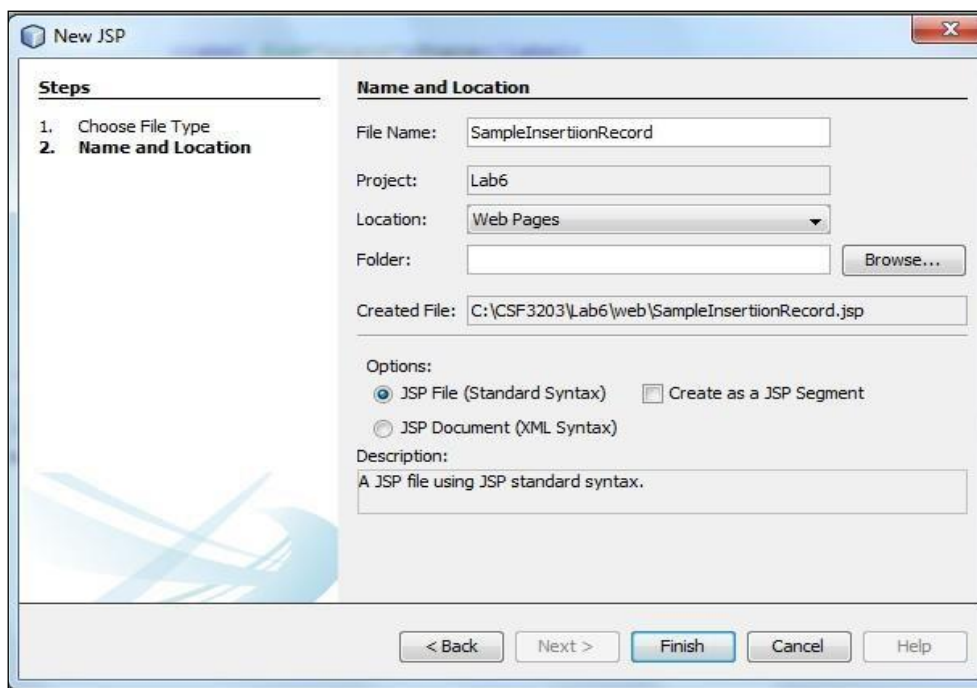 New JSP
Steps
1. Choose File Type
2. Name and Location
Name and Location
File Name: SampleInsertiionRecord
Project: Lab6
Location: Web Pages
Folder: Browse...
Created File: C:\CSF3203\Lab6\web\SampleInsertiionRecord.jsp
Options:
JSP File (Standard Syntax) Create as a JSP Segment
JSP Document (XML Syntax)
Description:
A JSP file using JSP standard syntax.
< Back Next > Finish Cancel Help